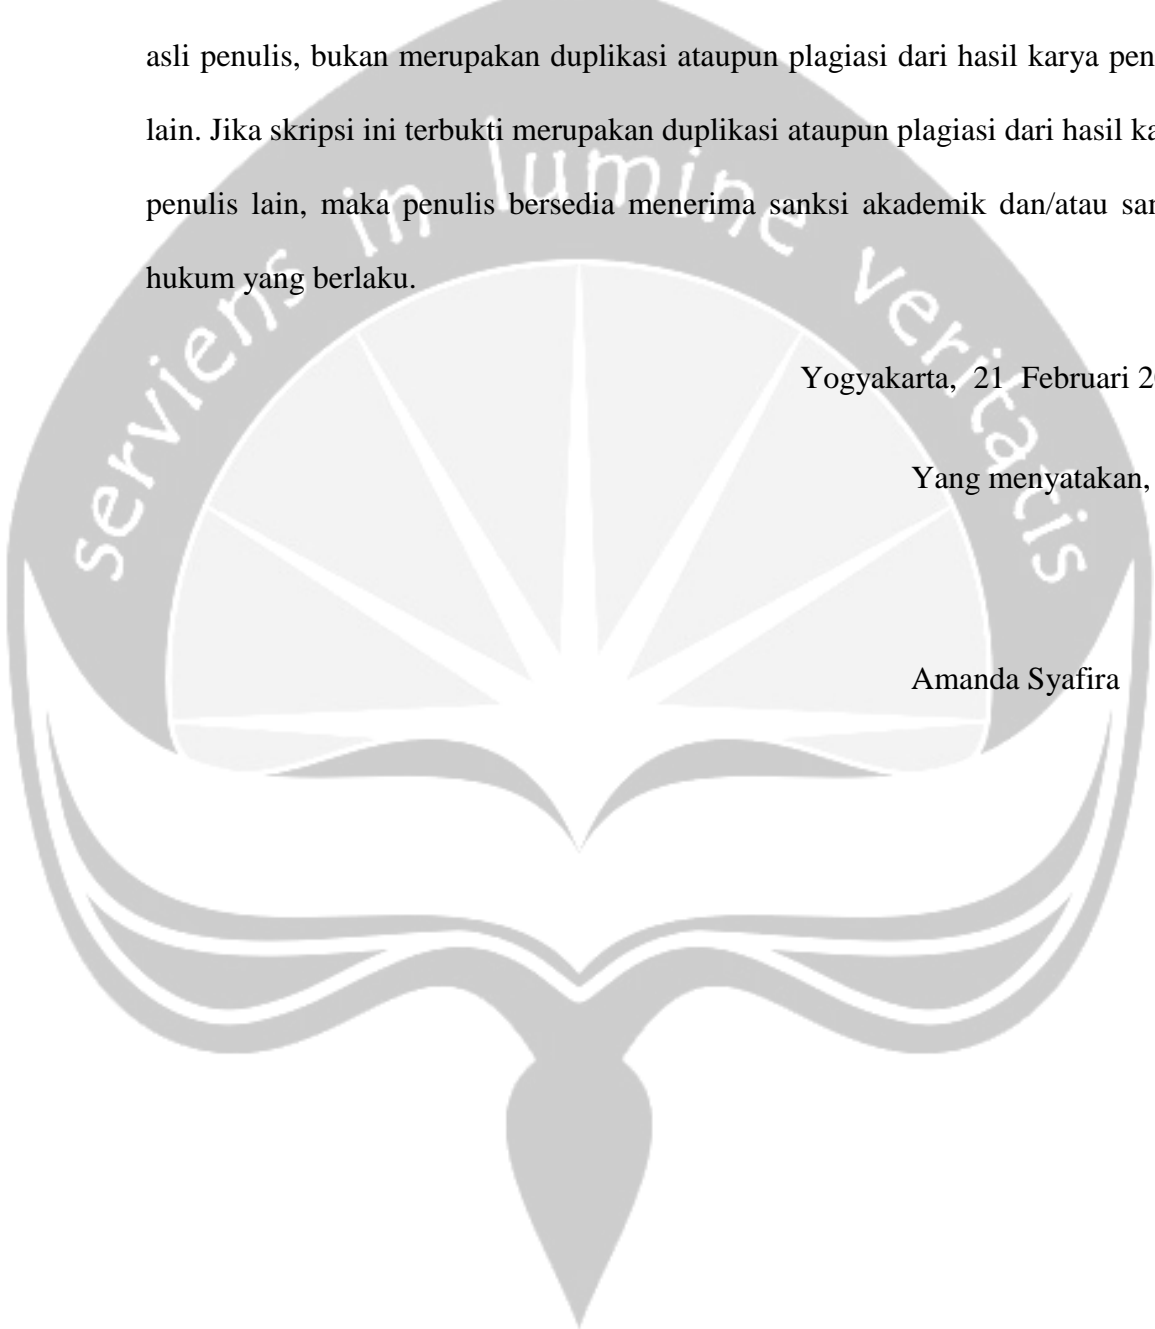 asli penulis, bukan merupakan duplikasi ataupun plagiasi dari hasil karya pen
lain. Jika skripsi ini terbukti merupakan duplikasi ataupun plagiasi dari hasil ka
penulis lain, maka penulis bersedia menerima sanksi akademik dan/atau san
hukum yang berlaku.
serviens in lumine veritatis
Yogyakarta, 21 Februari 20
Yang menyatakan,
Amanda Syafira